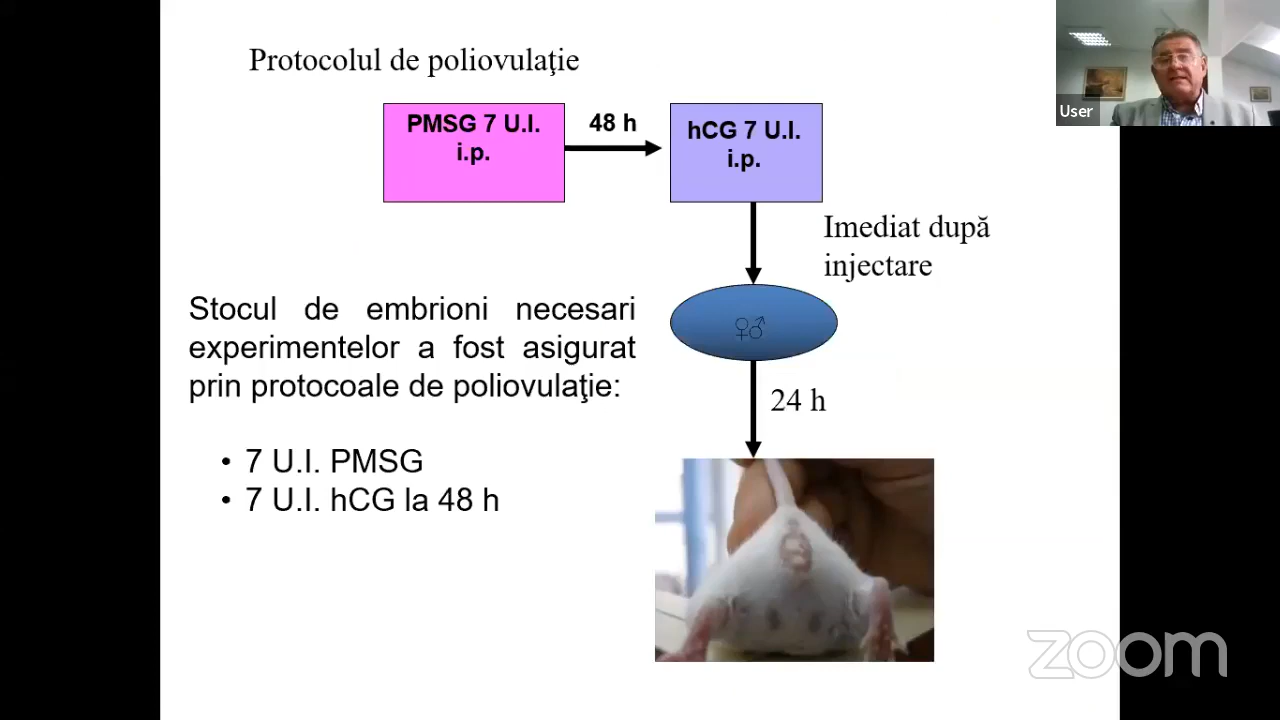 Protocolul de poliovulaţie
PMSG 7 U.I.
i.p.
48 h
hCG 7 U.I.
i.p.
User
Imediat după
injectare
♀♂
24 h
Stocul de embrioni necesari
experimentelor a fost asigurat
prin protocoale de poliovulaţie:
• 7 U.I. PMSG
• 7 U.I. hCG la 48 h
zoom